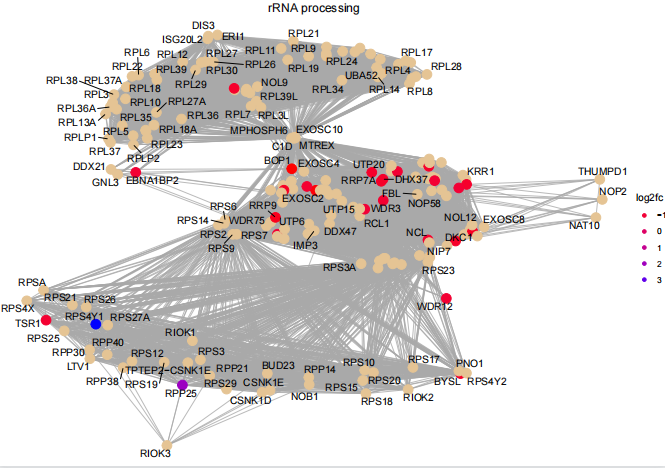 rRNA processing
DIS3
ISG20L2
ERI1
RPL21
RPL6
RPL12
RPL27
RPL11
RPL9
RPL17
RPL22
RPL39
RPL26
RPL24
RPL38
RPL37A
RPL30
RPL19
UBA52
RPL4
RPL28
RPL3
RPL18
RPL29
NOL9
RPL34
RPL14
RPL8
RPL36A
RPL10
RPL27A
RPL39L
RPL13A
RPL35
RPL36
RPL7
RPL3L
RPLP1
RPL5
RPL18A
MPHOSPH6
EXOSC10
RPL37
RPL23
C1D
MTREX
RPLP2
BOP1
EXOSC4
UTP20
DDX21
EBNA1BP2
RRP7A
DHX37
KRR1
THUMPD1
GNL3
EXOSC2
FBL
NOP58
NOP2
RPS6
RRP9
UTP15
WDR3
RPS14
WDR75
UTP6
RCL1
NOL12
EXOSC8
NAT10
RPS2
RPS7
DDX47
NCL
DKC1
RPS9
IMP3
NIP7
RPS3A
RPS23
RPSA
RPS21
RPS26
WDR12
RPS4X
RPS4Y1
RPS27A
TSR1
RPS25
RIOK1
PPP40
RPP30
RPS12
RPS3
RPS10
RPS17
PNO1
LTV1
TPTEP2-CSNK1E
RPP21
BUD23
RPP14
RPP38
RPS19
RPS29
CSNK1E
RPS15
RPS20
BYSL
RPS4Y2
RPP25
CSNK1D
NOB1
RPS18
RIOK2
RIOK3
log2fc
−1
0
1
2
3